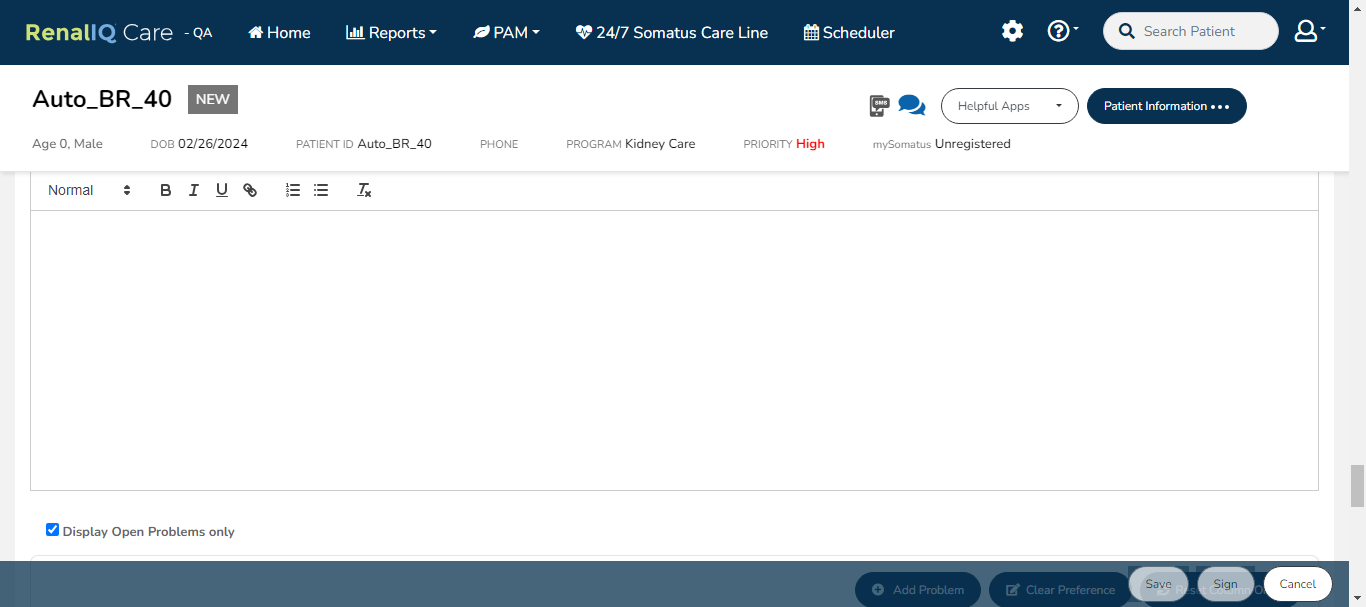 RenalIQ Care - QA Home Reports PAM 24/7 Somatus Care Line Scheduler Search Patient
Auto_BR_40 NEW
SMS Helpful Apps Patient Information
Age 0, Male DOB 02/26/2024 PATIENT ID Auto_BR_40 PHONE PROGRAM Kidney Care PRIORITY High mySomatus Unregistered
Normal B I U
Display Open Problems only
Add Problem Clear Preference Reset Column Save Sign Cancel